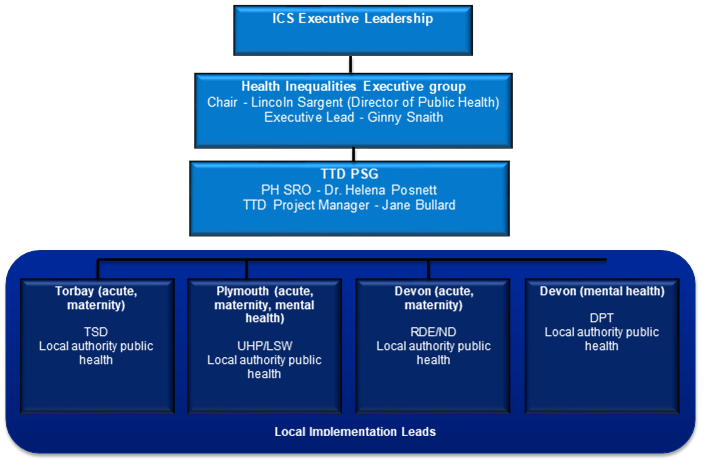 ICS Executive Leadership
Health Inequalities Executive group
Chair - Lincoln Sargent (Director of Public Health)
Executive Lead - Ginny Snaith
TTD PSG
PH SRO - Dr. Helena Posnett
TTD Project Manager - Jane Bullard
Torbay (acute,
maternity)
TSD
Local authority public
health
Plymouth (acute,
maternity, mental
health)
UHP/LSW
Local authority public
health
Devon (acute,
maternity)
RDE/ND
Local authority public
health
Devon (mental health)
DPT
Local authority public
health
Local Implementation Leads